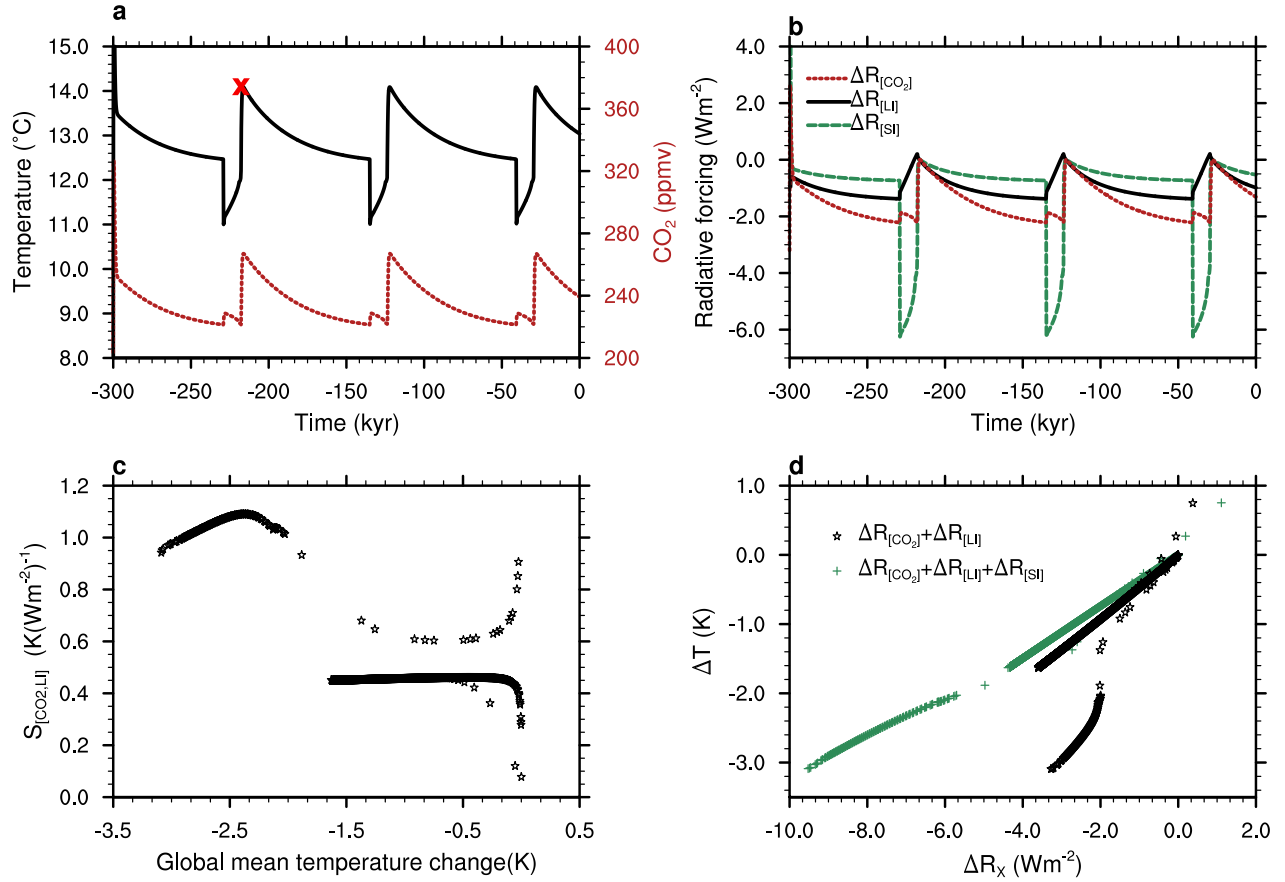 a
15.0
14.0
13.0
12.0
11.0
10.0
9.0
8.0
Temperature (°C)
X
400
360
320
280
240
200
CO₂ (ppmv)
-300 -250 -200 -150 -100 -50 0
Time (kyr)
b
4.0
2.0
0.0
-2.0
-4.0
-6.0
Radiative forcing (Wm⁻²)
ΔR[CO₂]
ΔR[LI]
ΔR[SI]
-300 -250 -200 -150 -100 -50 0
Time (kyr)
c
1.2
1.0
0.8
0.6
0.4
0.2
0.0
S[CO2,LI] (K(Wm⁻²)⁻¹)
-3.5 -2.5 -1.5 -0.5 0.5
Global mean temperature change(K)
d
1.0
0.0
-1.0
-2.0
-3.0
ΔT (K)
ΔR[CO₂]+ΔR[LI]
ΔR[CO₂]+ΔR[LI]+ΔR[SI]
-10.0 -8.0 -6.0 -4.0 -2.0 0.0 2.0
ΔRX (Wm⁻²)